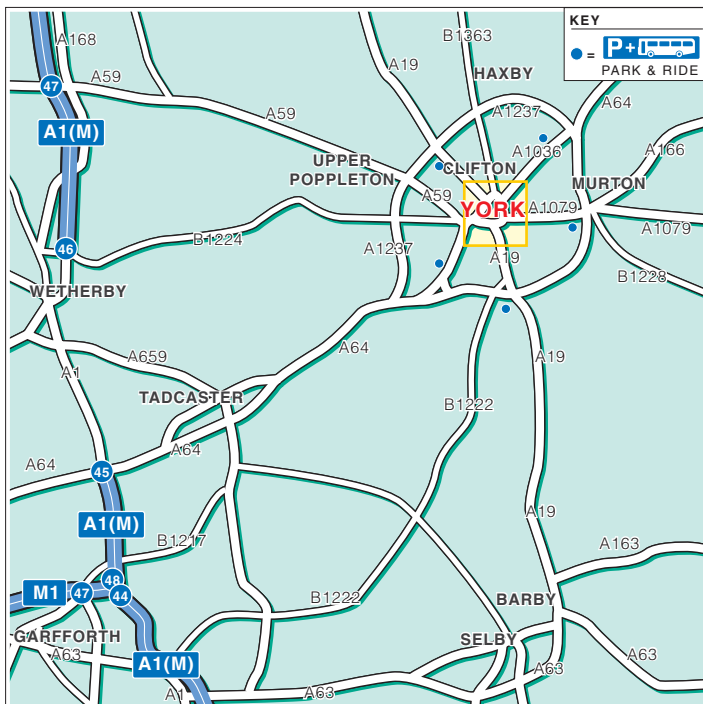 KEY
= P+
PARK & RIDE
A168
B1363
A19
HAXBY
A59
47
A64
A59
A1237
A1(M)
A1036
A166
UPPER
POPPLETON
CLIFTON
MURTON
A59
YORK
A1079
A1079
B1224
46
A1237
A19
B1228
WETHERBY
A64
A659
A19
A1
TADCASTER
B1222
A64
A64
45
A19
A1(M)
B1217
A163
48
M1
47
44
B1222
BARBY
GARFFORTH
SELBY
A63
A1(M)
A63
A63
A1
A63